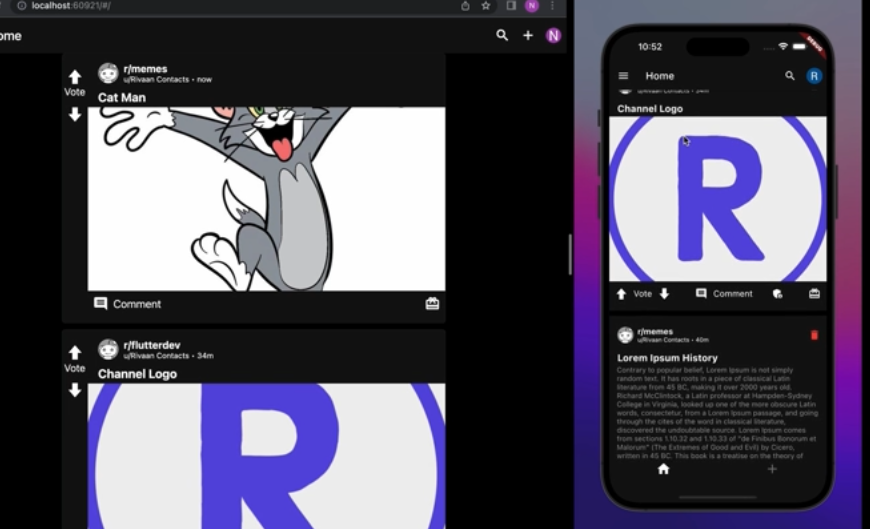 localhost:60921/#/
N
ome
N
r/memes
u/Rivaan Contacts • now
Vote
Cat Man
Comment
r/flutterdev
u/Rivaan Contacts • 34m
Vote
Channel Logo
R
10:52
DEBUG
Home
R
u/Rivaan Contacts • 34m
Channel Logo
R
Vote
Comment
r/memes
u/Rivaan Contacts • 40m
Lorem Ipsum History
Contrary to popular belief, Lorem Ipsum is not simply
random text. It has roots in a piece of classical Latin
literature from 45 BC, making it over 2000 years old.
Richard McClintock, a Latin professor at Hampden-Sydney
College in Virginia, looked up one of the more obscure Latin
words, consectetur, from a Lorem Ipsum passage, and going
through the cites of the word in classical literature,
discovered the undoubtable source. Lorem Ipsum comes
from sections 1.10.32 and 1.10.33 of "de Finibus Bonorum et
Malorum" (The Extremes of Good and Evil) by Cicero,
written in 45 BC. This book is a treatise on the theory of